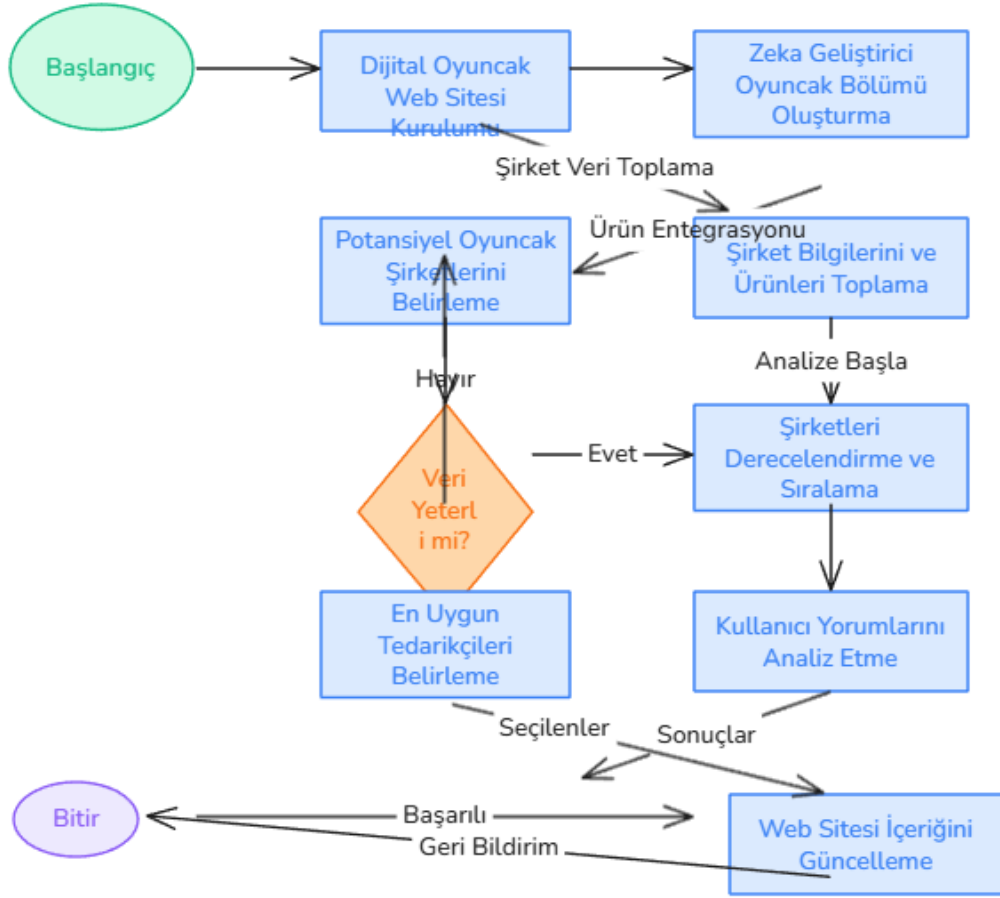 Başlangıç
Dijital Oyuncak
Web Sitesi
Kurulumu
Zeka Geliştirici
Oyuncak Bölümü
Oluşturma
Şirket Veri Toplama
Ürün Entegrasyonu
Potansiyel Oyuncak
Şirketlerini
Belirleme
Şirket Bilgilerini ve
Ürünleri Toplama
Hayır
Analize Başla
Veri
Yeterl
i mi?
Evet
Şirketleri
Derecelendirme ve
Sıralama
En Uygun
Tedarikçileri
Belirleme
Kullanıcı Yorumlarını
Analiz Etme
Seçilenler
Sonuçlar
Bitir
Başarılı
Geri Bildirim
Web Sitesi İçeriğini
Güncelleme